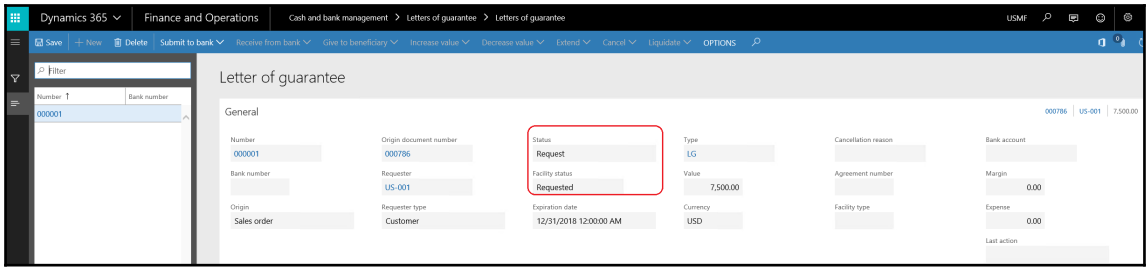 Dynamics 365 Finance and Operations Cash and bank management > Letters of guarantee > Letters of guarantee USMF
Save + New Delete Submit to bank Receive from bank Give to beneficiary Increase value Decrease value Extend Cancel Liquidate OPTIONS 0
Filter
Letter of guarantee
Number ↑ Bank number
000001
General 000786 US-001 7,500.00
Number Origin document number Status Type Cancellation reason Bank account
000001 000786 Request LG
Bank number Requester Facility status Value Agreement number Margin
US-001 Requested 7,500.00 0.00
Origin Requester type Expiration date Currency Facility type Expense
Sales order Customer 12/31/2018 12:00:00 AM USD 0.00
Last action